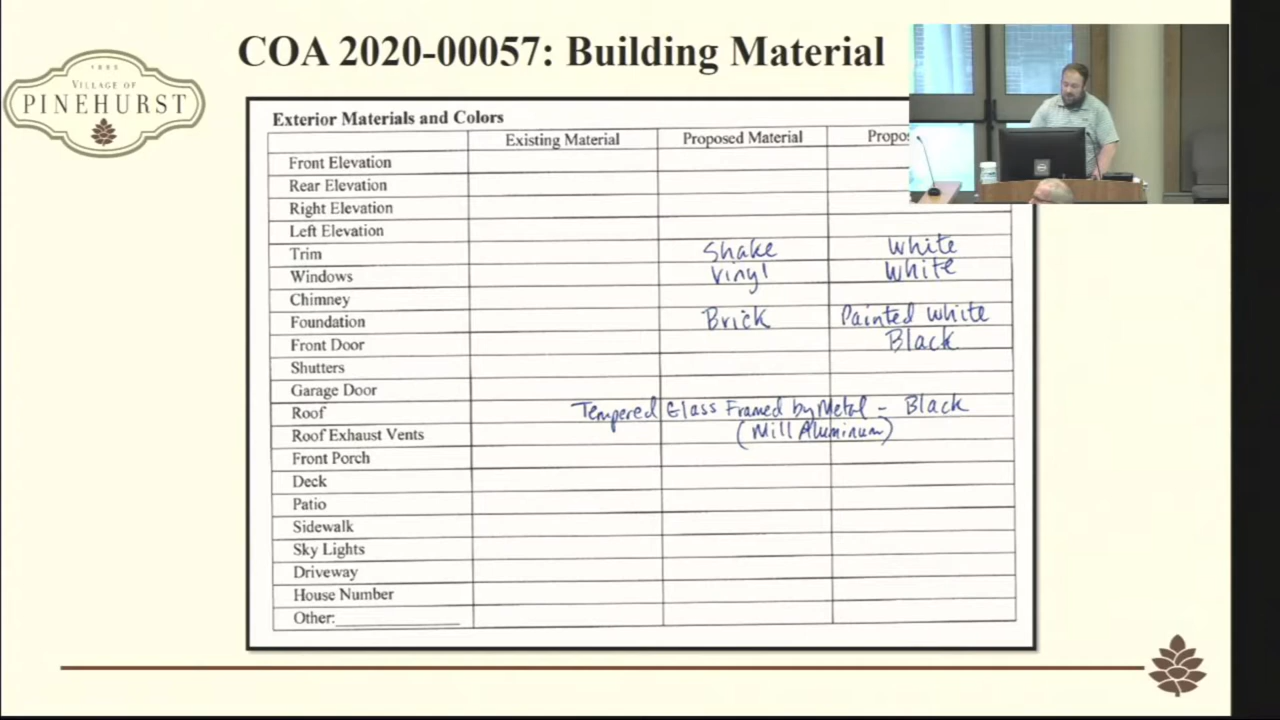 COA 2020-00057: Building Material
1895
VILLAGE OF
PINEHURST
Exterior Materials and Colors
Existing Material Proposed Material
Front Elevation
Rear Elevation
Right Elevation
Left Elevation
Trim Shake White
Windows Vinyl White
Chimney
Foundation Brick Painted White
Front Door Black
Shutters
Garage Door
Roof Tempered Glass Framed by Metal - Black
Roof Exhaust Vents (Mill Aluminum)
Front Porch
Deck
Patio
Sidewalk
Sky Lights
Driveway
House Number
Other: